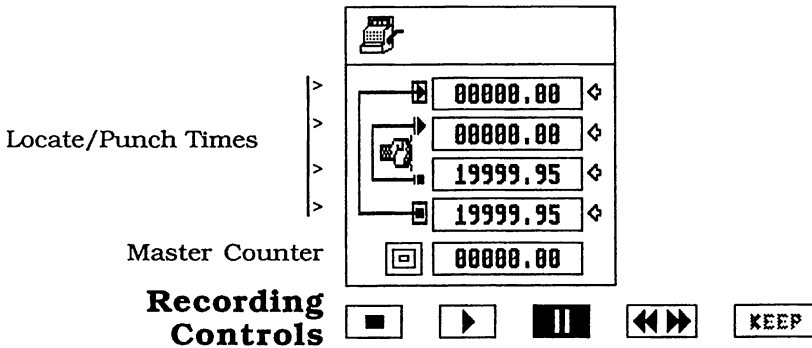 00000.00
Locate/Punch Times
00000.00
19999.95
19999.95
Master Counter
00000.00
Recording
Controls
KEEP